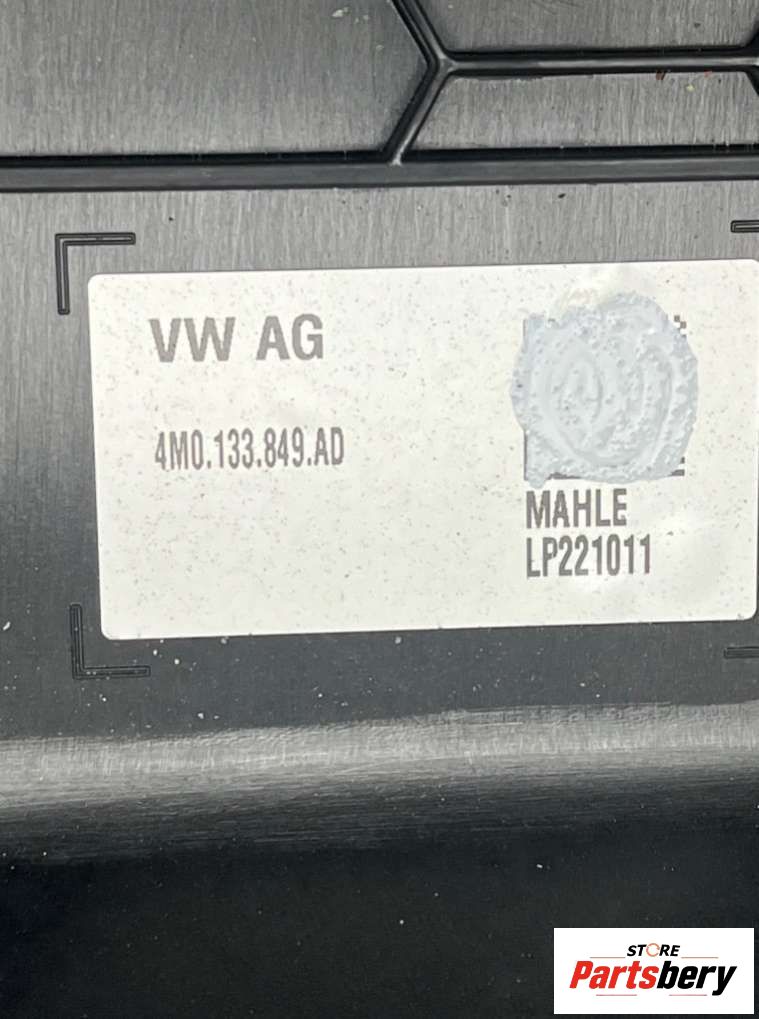 VW AG
4M0.133.849.AD
MAHLE
LP221011
STORE
Partsbery